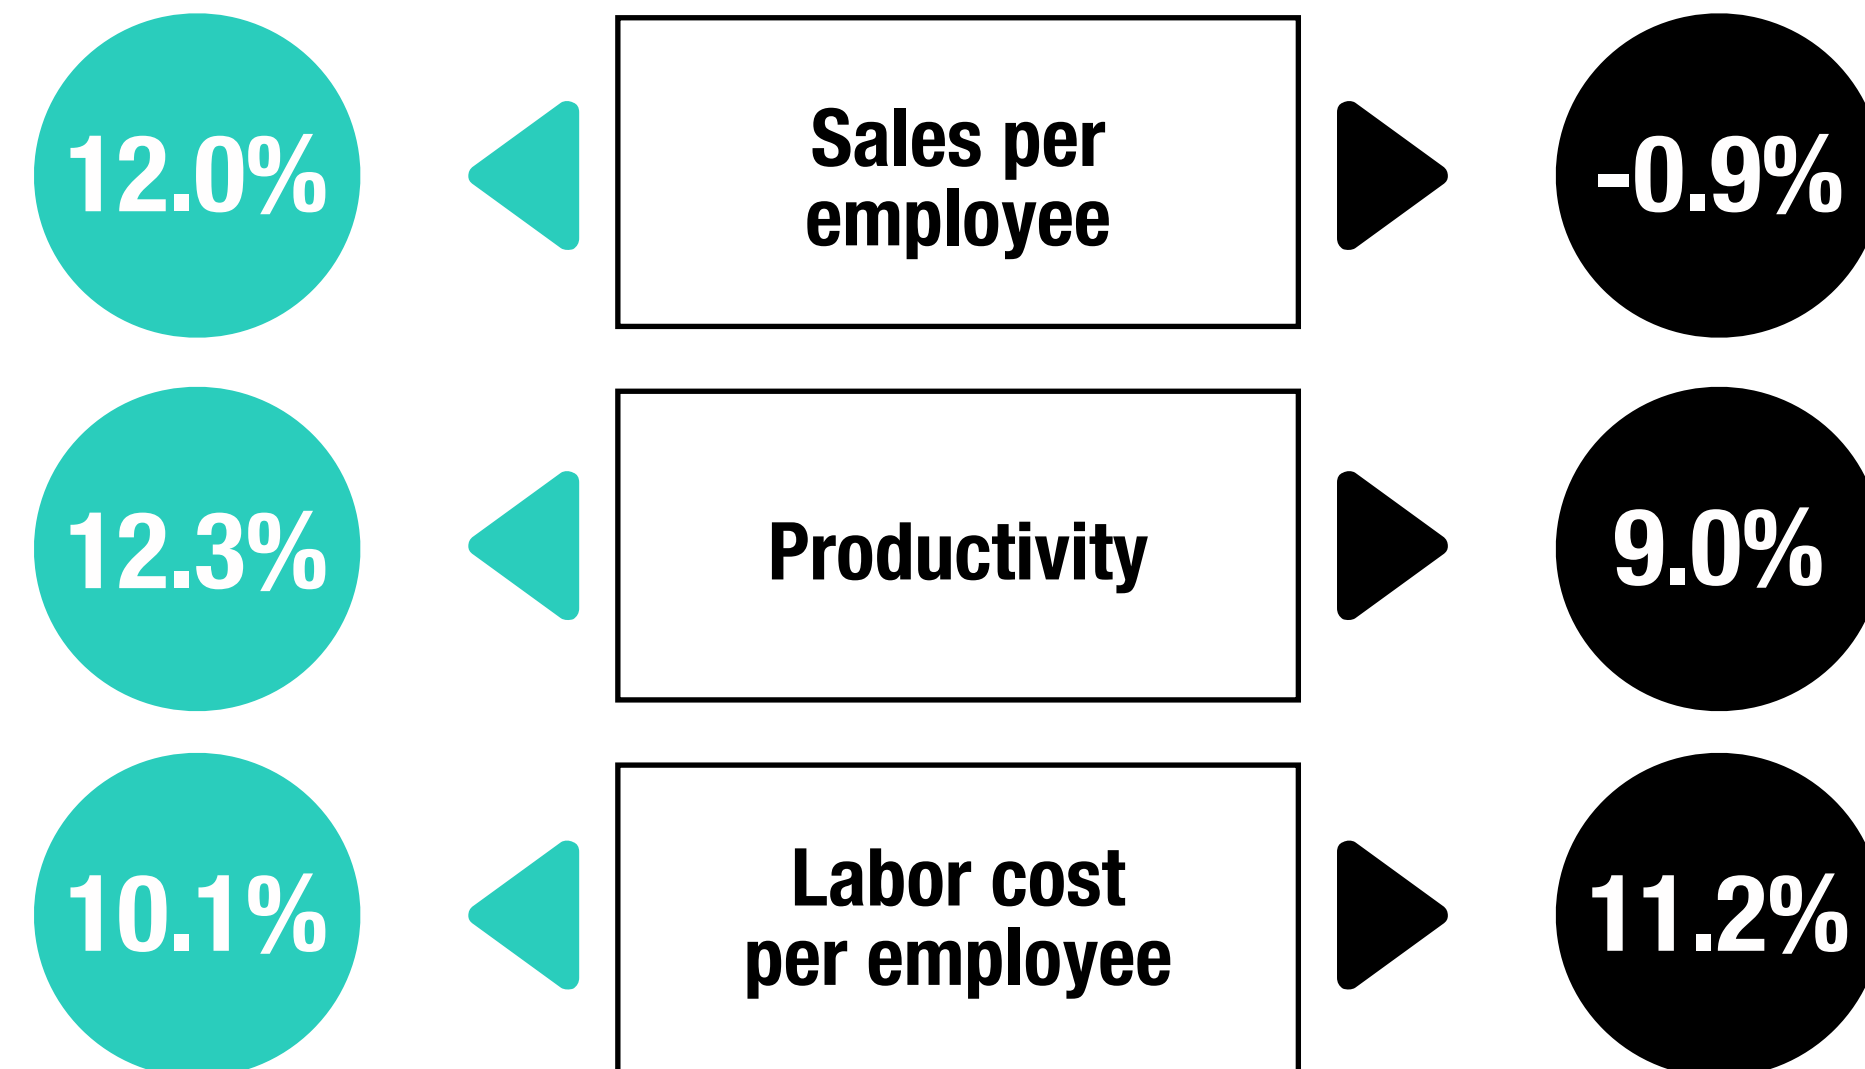 12.0%
Sales per
employee
-0.9%
12.3%
Productivity
9.0%
10.1%
Labor cost
per employee
11.2%